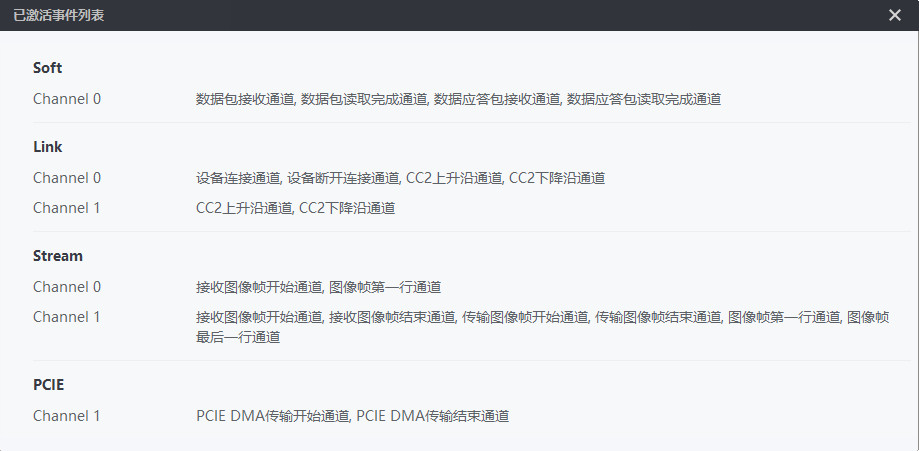 已激活事件列表
Soft
Channel 0 数据包接收通道, 数据包读取完成通道, 数据应答包接收通道, 数据应答包读取完成通道
Link
Channel 0 设备连接通道, 设备断开连接通道, CC2上升沿通道, CC2下降沿通道
Channel 1 CC2上升沿通道, CC2下降沿通道
Stream
Channel 0 接收图像帧开始通道, 图像帧第一行通道
Channel 1 接收图像帧开始通道, 接收图像帧结束通道, 传输图像帧开始通道, 传输图像帧结束通道, 图像帧第一行通道, 图像帧
最后一行通道
PCIE
Channel 1 PCIE DMA传输开始通道, PCIE DMA传输结束通道